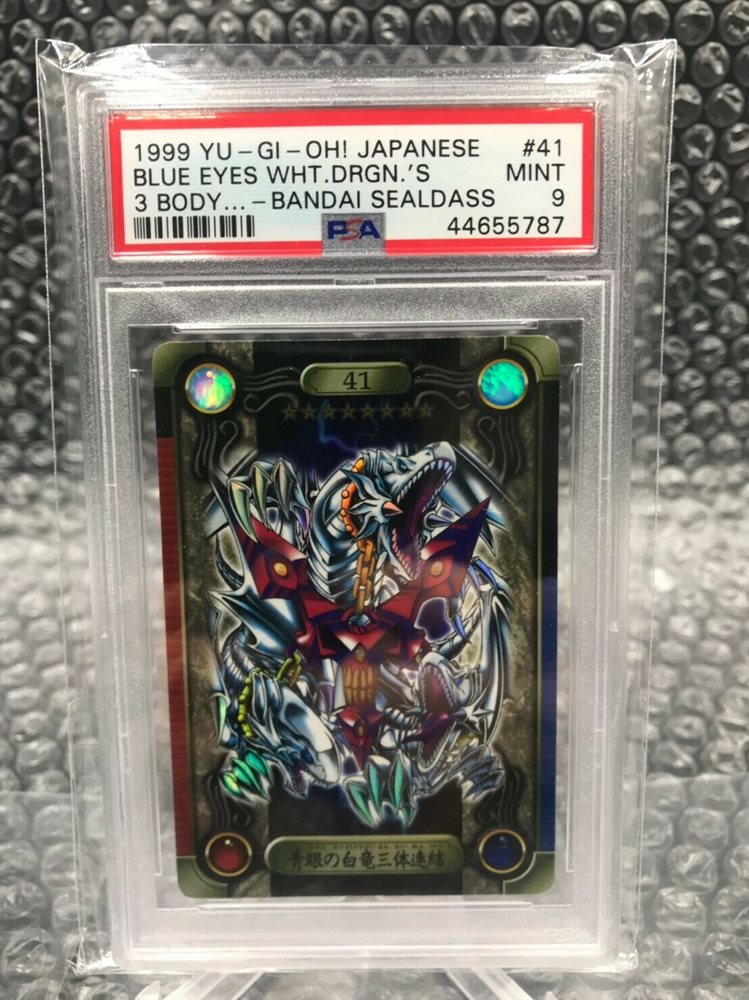 1999 YU-GI-OH! JAPANESE #41
BLUE EYES WHT.DRGN.'S MINT
3 BODY...-BANDAI SEALDASS 9
PSA 44655787
41
青眼の白竜三体連結